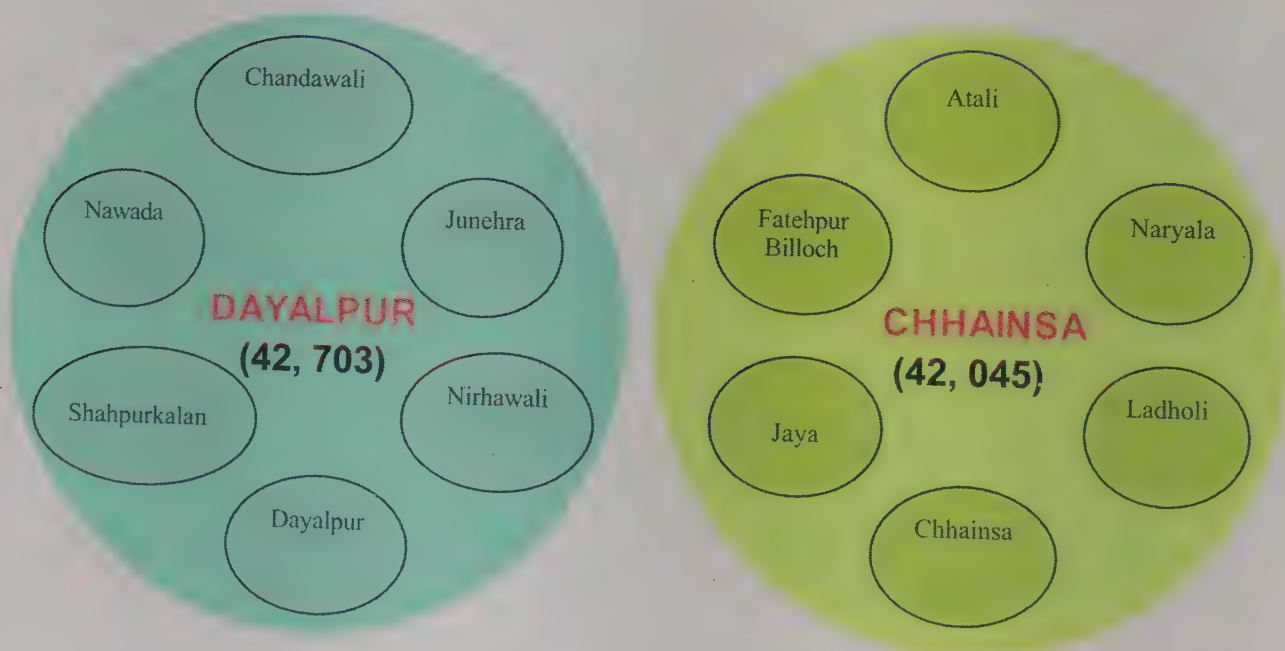 Chandawali
Nawada
Junehra
DAYALPUR
(42, 703)
Shahpurkalan
Nirhawali
Dayalpur
Atali
Fatehpur
Billoch
Naryala
CHHAINSA
(42, 045)
Jaya
Ladholi
Chhainsa